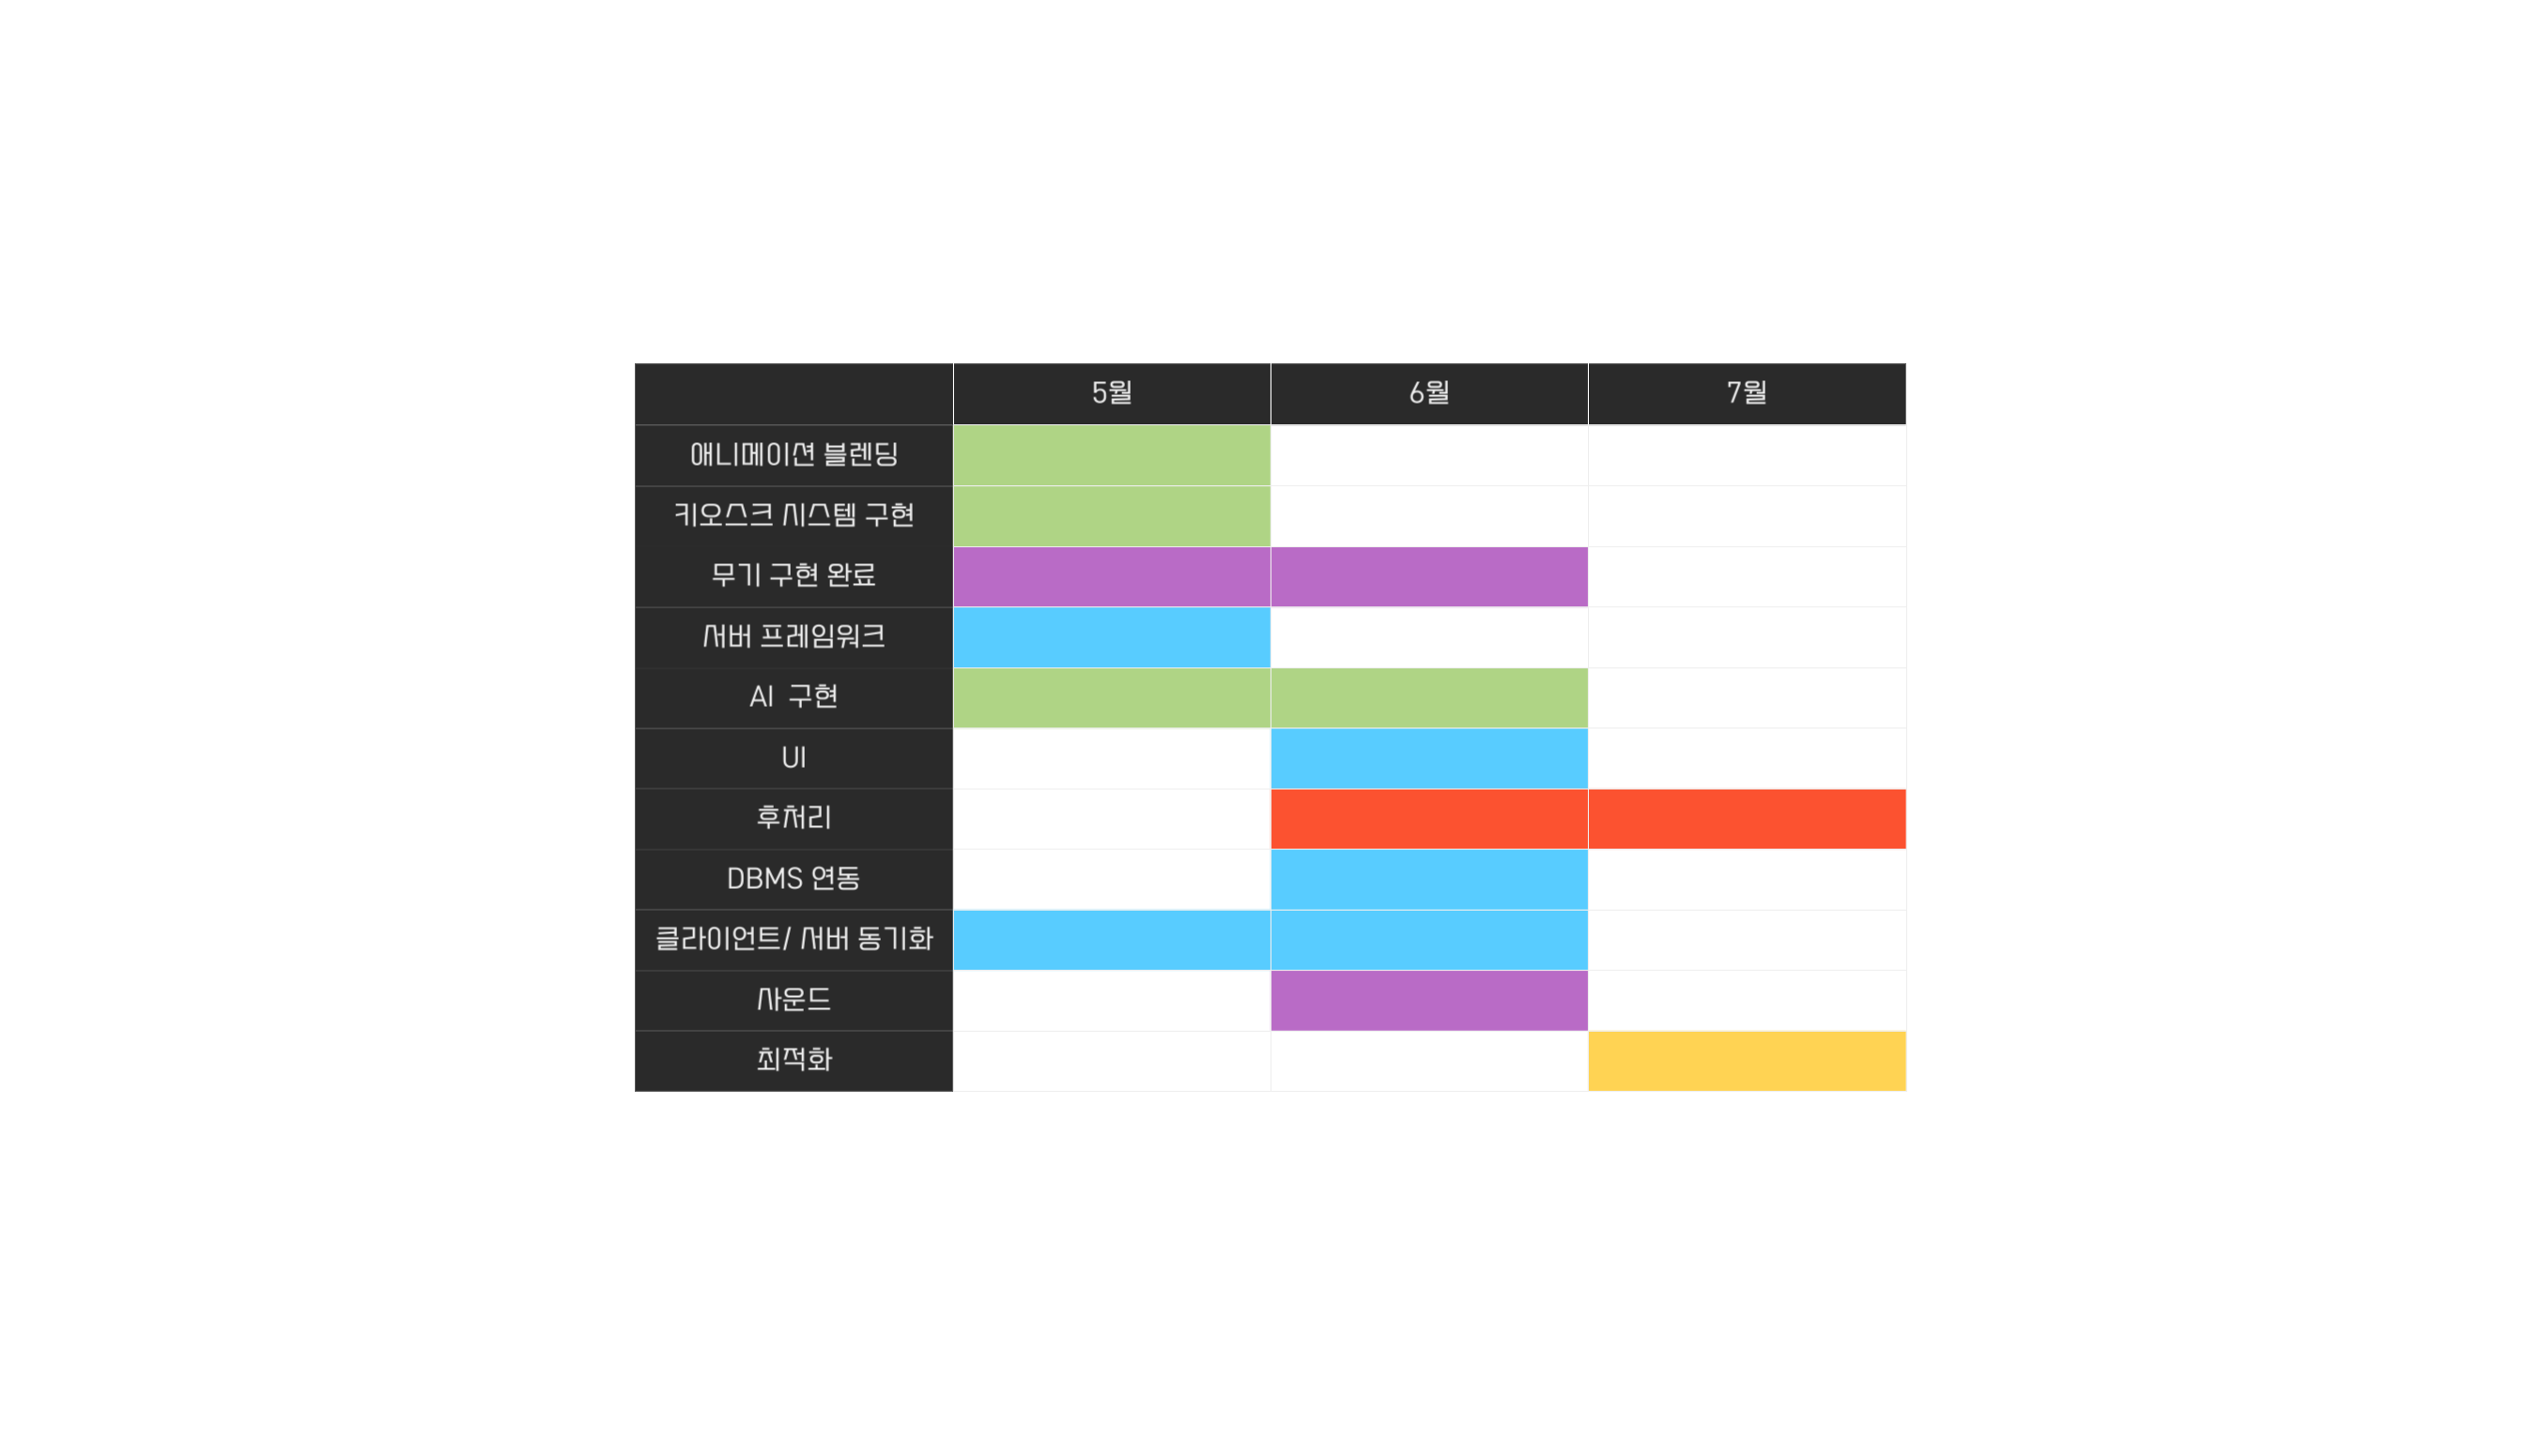 5월 6월 7월
애니메이션 블렌딩
키오스크 시스템 구현
무기 구현 완료
서버 프레임워크
AI 구현
UI
후처리
DBMS 연동
클라이언트/ 서버 동기화
사운드
최적화